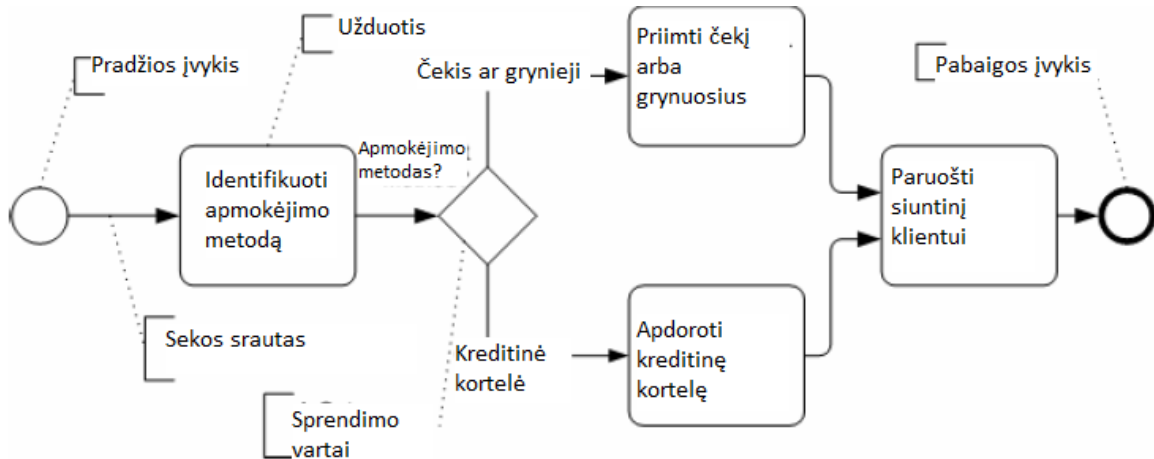 Pradžios įvykis
Užduotis
Čekis ar grynieji
Priimti čekį
arba
grynuosius
Pabaigos įvykis
Identifikuoti
apmokėjimo
metodą
Apmokėjimo
metodas?
Paruošti
siuntinį
klientui
Sekos srautas
Kreditinė
kortelė
Apdoroti
kreditinę
kortelę
Sprendimo
vartai